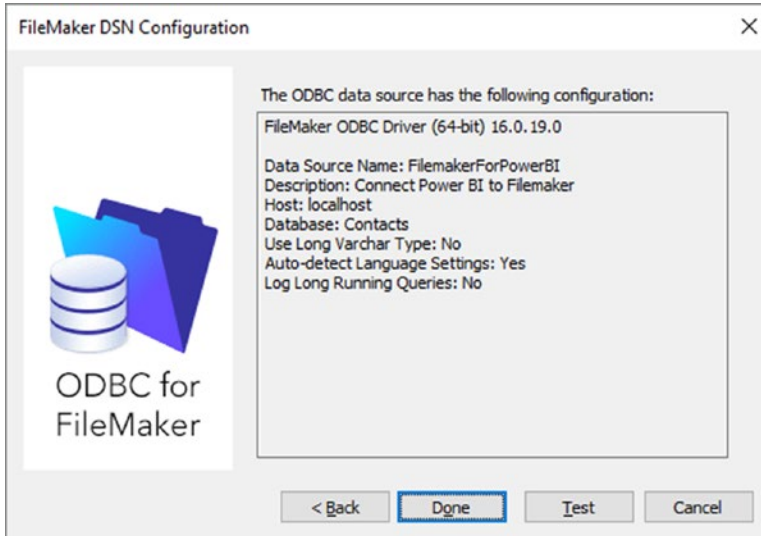 FileMaker DSN Configuration
The ODBC data source has the following configuration:
FileMaker ODBC Driver (64-bit) 16.0.19.0
Data Source Name: FilemakerForPowerBI
Description: Connect Power BI to Filemaker
Host: localhost
Database: Contacts
Use Long Varchar Type: No
Auto-detect Language Settings: Yes
Log Long Running Queries: No
ODBC for
FileMaker
< Back Done Test Cancel